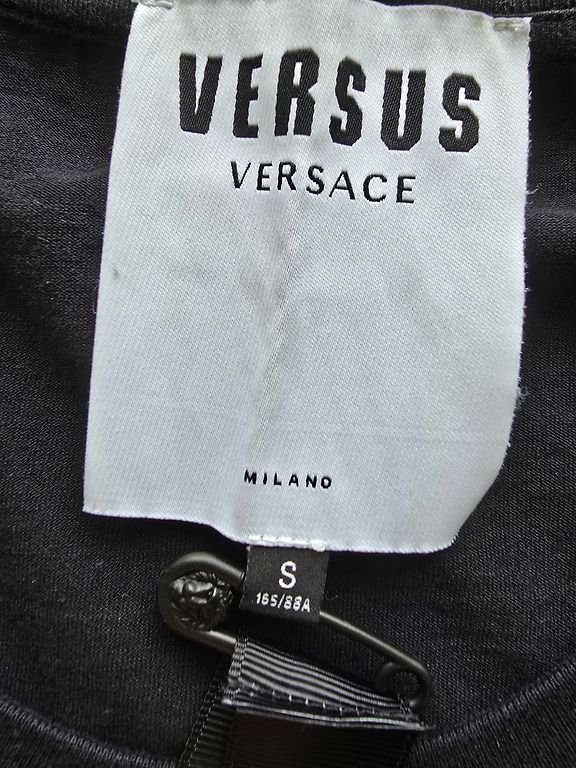 VERSUS
VERSACE
MILANO
S
165/88A